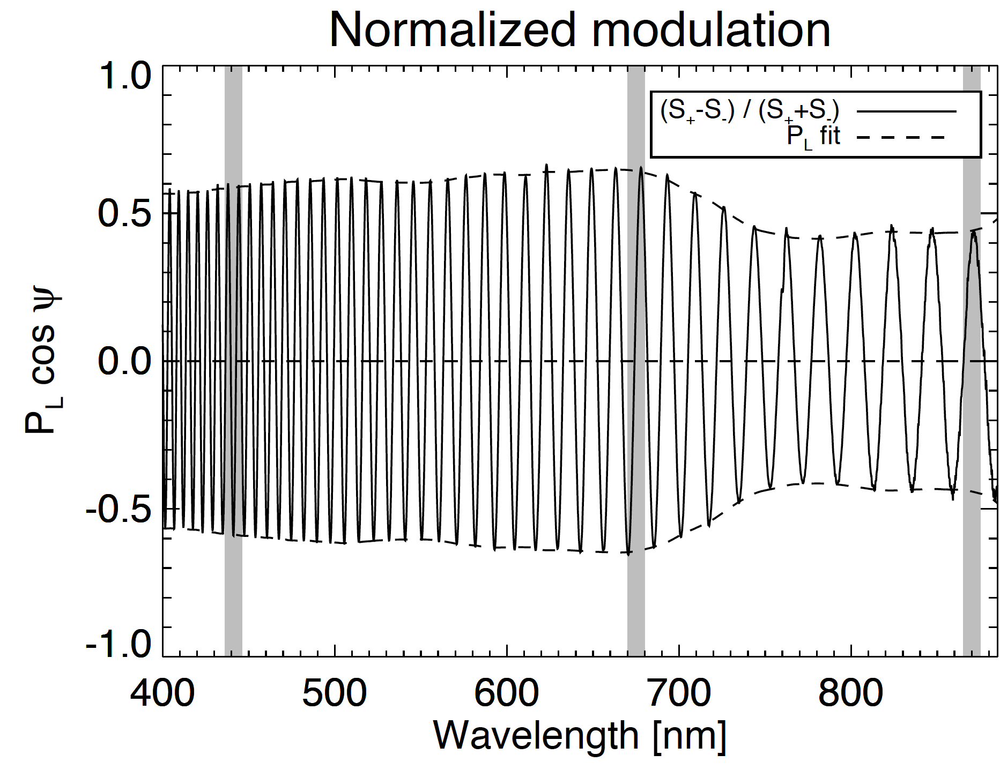 Normalized modulation
1.0
0.5
0.0
-0.5
-1.0
P_L cos ψ
(S₊-S₋) / (S₊+S₋)
P_L fit
400 500 600 700 800
Wavelength [nm]